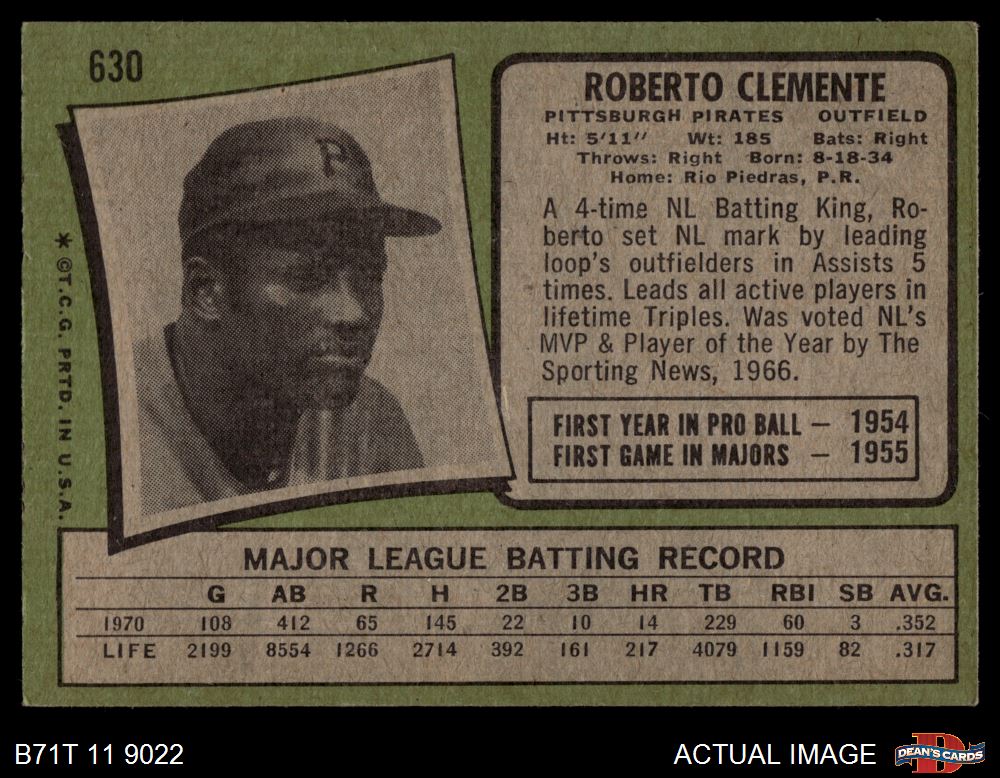 630
ROBERTO CLEMENTE
PITTSBURGH PIRATES OUTFIELD
Ht: 5'11" Wt: 185 Bats: Right
Throws: Right Born: 8-18-34
Home: Rio Piedras, P.R.
A 4-time NL Batting King, Ro-
berto set NL mark by leading
loop's outfielders in Assists 5
times. Leads all active players in
lifetime Triples. Was voted NL's
MVP & Player of the Year by The
Sporting News, 1966.
FIRST YEAR IN PRO BALL — 1954
FIRST GAME IN MAJORS — 1955
* ©T.C.G. PRTD. IN U.S.A.
MAJOR LEAGUE BATTING RECORD
G AB R H 2B 3B HR TB RBI SB AVG.
1970 108 412 65 145 22 10 14 229 60 3 .352
LIFE 2199 8554 1266 2714 392 161 217 4079 1159 82 .317
B71T 11 9022
ACTUAL IMAGE
D
DEAN'S CARDS